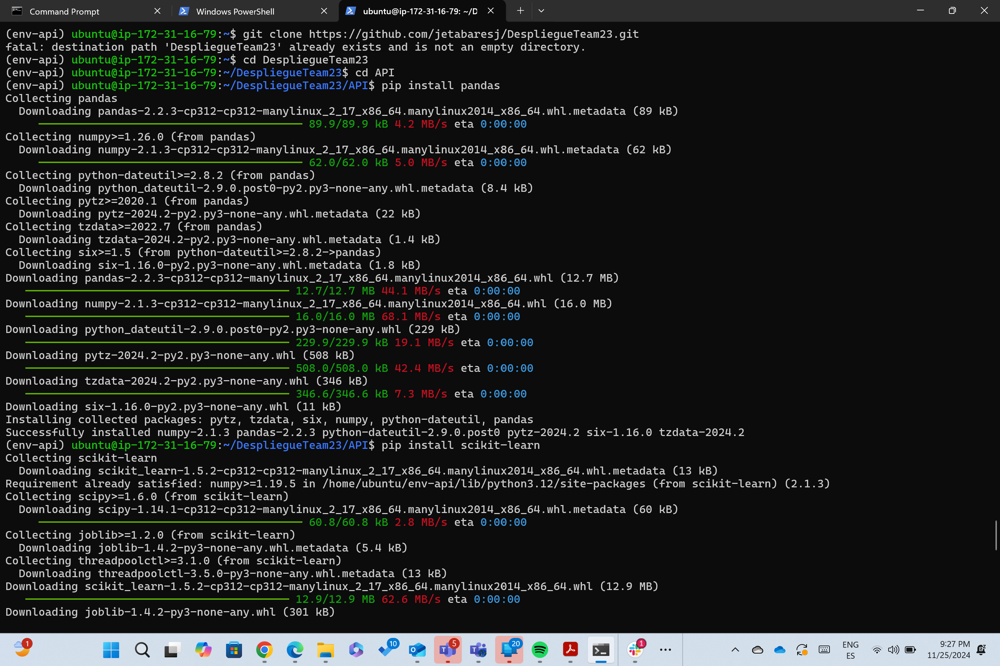 Command Prompt
Windows PowerShell
ubuntu@ip-172-31-16-79: ~/D
(env-api) ubuntu@ip-172-31-16-79:~$ git clone https://github.com/jetabaresj/DespliegueTeam23.git
fatal: destination path 'DespliegueTeam23' already exists and is not an empty directory.
(env-api) ubuntu@ip-172-31-16-79:~$ cd DespliegueTeam23
(env-api) ubuntu@ip-172-31-16-79:~/DespliegueTeam23$ cd API
(env-api) ubuntu@ip-172-31-16-79:~/DespliegueTeam23/API$ pip install pandas
Collecting pandas
  Downloading pandas-2.2.3-cp312-cp312-manylinux_2_17_x86_64.manylinux2014_x86_64.whl.metadata (89 kB)
89.9/89.9 kB 4.2 MB/s eta 0:00:00
Collecting numpy>=1.26.0 (from pandas)
  Downloading numpy-2.1.3-cp312-cp312-manylinux_2_17_x86_64.manylinux2014_x86_64.whl.metadata (62 kB)
62.0/62.0 kB 5.0 MB/s eta 0:00:00
Collecting python-dateutil>=2.8.2 (from pandas)
  Downloading python_dateutil-2.9.0.post0-py2.py3-none-any.whl.metadata (8.4 kB)
Collecting pytz>=2020.1 (from pandas)
  Downloading pytz-2024.2-py2.py3-none-any.whl.metadata (22 kB)
Collecting tzdata>=2022.7 (from pandas)
  Downloading tzdata-2024.2-py2.py3-none-any.whl.metadata (1.4 kB)
Collecting six>=1.5 (from python-dateutil>=2.8.2->pandas)
  Downloading six-1.16.0-py2.py3-none-any.whl.metadata (1.8 kB)
Downloading pandas-2.2.3-cp312-cp312-manylinux_2_17_x86_64.manylinux2014_x86_64.whl (12.7 MB)
12.7/12.7 MB 44.1 MB/s eta 0:00:00
Downloading numpy-2.1.3-cp312-cp312-manylinux_2_17_x86_64.manylinux2014_x86_64.whl (16.0 MB)
16.0/16.0 MB 68.1 MB/s eta 0:00:00
Downloading python_dateutil-2.9.0.post0-py2.py3-none-any.whl (229 kB)
229.9/229.9 kB 19.1 MB/s eta 0:00:00
Downloading pytz-2024.2-py2.py3-none-any.whl (508 kB)
508.0/508.0 kB 42.4 MB/s eta 0:00:00
Downloading tzdata-2024.2-py2.py3-none-any.whl (346 kB)
346.6/346.6 kB 7.3 MB/s eta 0:00:00
Downloading six-1.16.0-py2.py3-none-any.whl (11 kB)
Installing collected packages: pytz, tzdata, six, numpy, python-dateutil, pandas
Successfully installed numpy-2.1.3 pandas-2.2.3 python-dateutil-2.9.0.post0 pytz-2024.2 six-1.16.0 tzdata-2024.2
(env-api) ubuntu@ip-172-31-16-79:~/DespliegueTeam23/API$ pip install scikit-learn
Collecting scikit-learn
  Downloading scikit_learn-1.5.2-cp312-cp312-manylinux_2_17_x86_64.manylinux2014_x86_64.whl.metadata (13 kB)
Requirement already satisfied: numpy>=1.19.5 in /home/ubuntu/env-api/lib/python3.12/site-packages (from scikit-learn) (2.1.3)
Collecting scipy>=1.6.0 (from scikit-learn)
  Downloading scipy-1.14.1-cp312-cp312-manylinux_2_17_x86_64.manylinux2014_x86_64.whl.metadata (60 kB)
60.8/60.8 kB 2.8 MB/s eta 0:00:00
Collecting joblib>=1.2.0 (from scikit-learn)
  Downloading joblib-1.4.2-py3-none-any.whl.metadata (5.4 kB)
Collecting threadpoolctl>=3.1.0 (from scikit-learn)
  Downloading threadpoolctl-3.5.0-py3-none-any.whl.metadata (13 kB)
Downloading scikit_learn-1.5.2-cp312-cp312-manylinux_2_17_x86_64.manylinux2014_x86_64.whl (12.9 MB)
12.9/12.9 MB 62.6 MB/s eta 0:00:00
Downloading joblib-1.4.2-py3-none-any.whl (301 kB)
1
10
5
20
1
ENG
ES
9:27 PM
11/25/2024